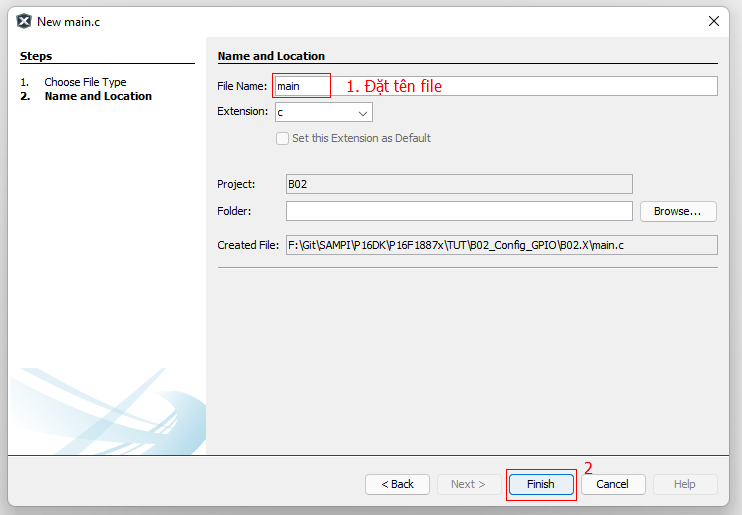 New main.c
Steps
1. Choose File Type
2. Name and Location
Name and Location
File Name: main 1. Đặt tên file
Extension: c
Set this Extension as Default
Project: B02
Folder: Browse...
Created File: F:\Git\SAMPI\P16DK\P16F1887x\TUT\B02_Config_GPIO\B02.X\main.c
2
< Back Next > Finish Cancel Help